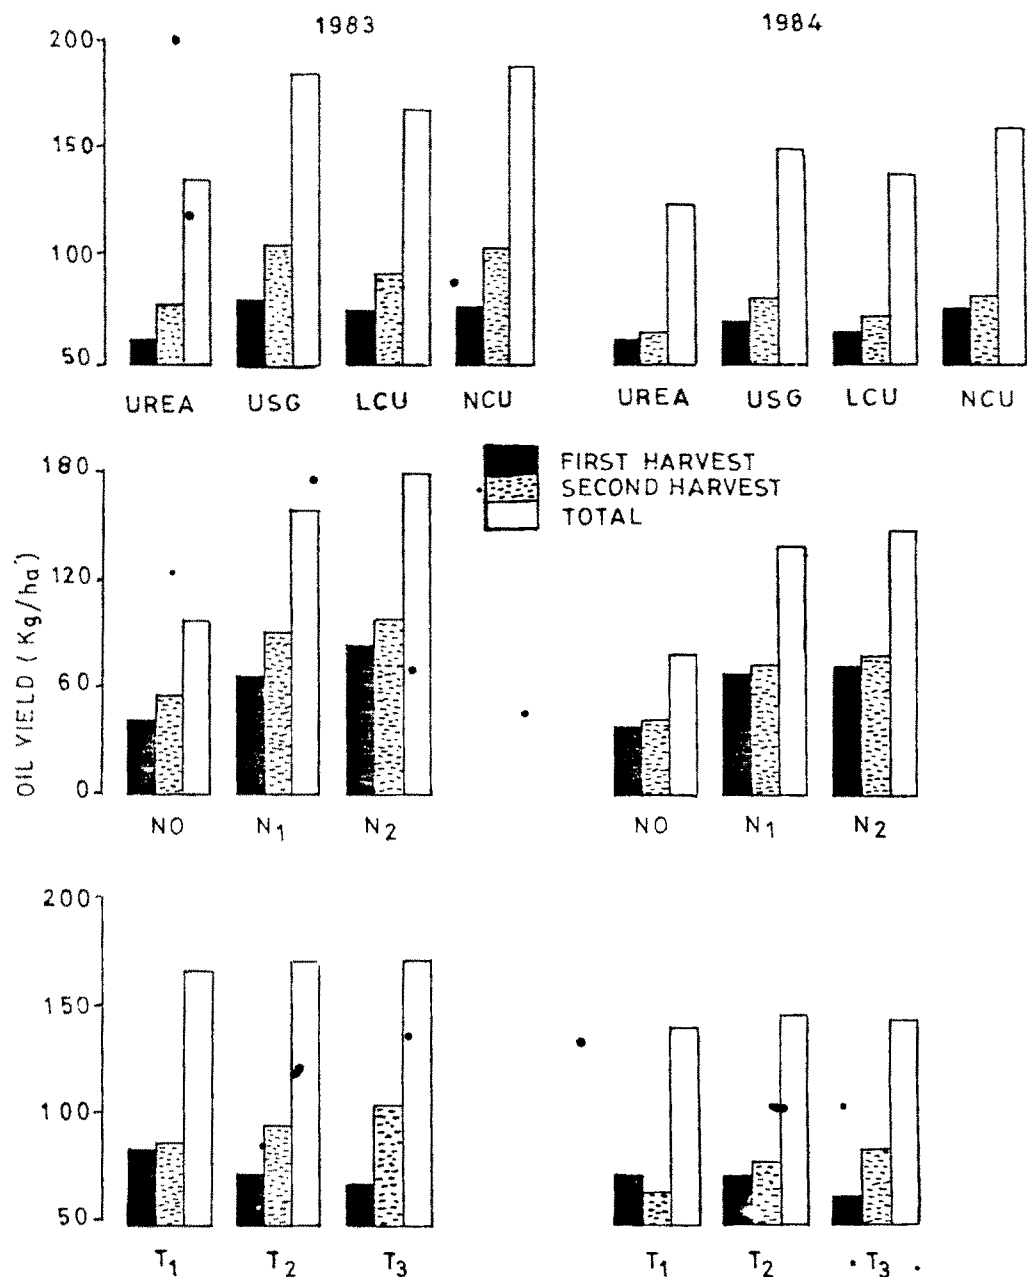 1983 1984
200
150
100
50
UREA USG LCU NCU UREA USG LCU NCU
FIRST HARVEST
SECOND HARVEST
TOTAL
OIL YIELD (Kg/ha)
180
120
60
0
NO N1 N2 NO N1 N2
200
150
100
50
T1 T2 T3 T1 T2 T3